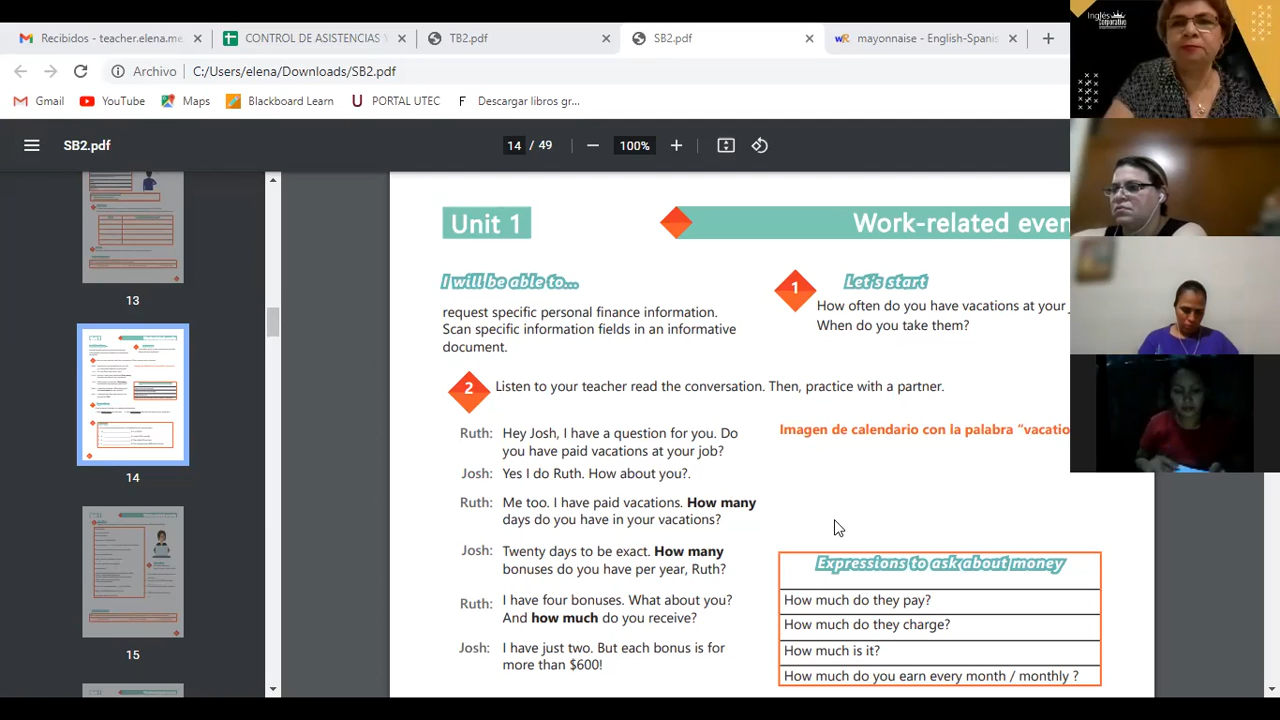 Recibidos - teacher.elena.me
CONTROL DE ASISTENCIAS Y
TB2.pdf
SB2.pdf
mayonnaise - English-Spanis
Archivo
C:/Users/elena/Downloads/SB2.pdf
Gmail
YouTube
Maps
Blackboard Learn
PORTAL UTEC
Descargar libros gr...
SB2.pdf
14 / 49
100%
13
14
15
Inglés
Corporativo
Unit 1
Work-related even
I will be able to...
request specific personal finance information.
Scan specific information fields in an informative
document.
1
Let's start
How often do you have vacations at your
When do you take them?
2
Listen to your teacher read the conversation. Then, practice with a partner.
Imagen de calendario con la palabra “vacatio
Ruth: Hey Josh, I have a question for you. Do
you have paid vacations at your job?
Josh: Yes I do Ruth. How about you?.
Ruth: Me too. I have paid vacations. How many
days do you have in your vacations?
Josh: Twenty days to be exact. How many
bonuses do you have per year, Ruth?
Ruth: I have four bonuses. What about you?
And how much do you receive?
Josh: I have just two. But each bonus is for
more than $600!
Expressions to ask about money
How much do they pay?
How much do they charge?
How much is it?
How much do you earn every month / monthly ?